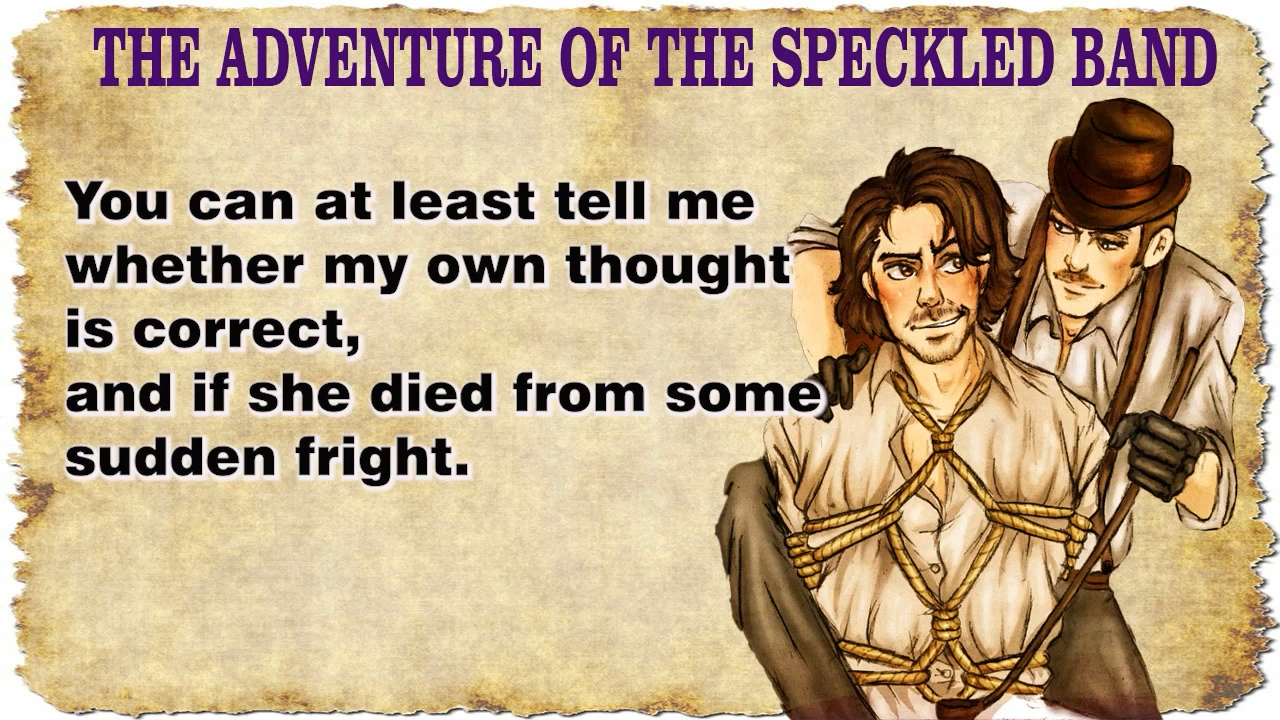 THE ADVENTURE OF THE SPECKLED BAND
You can at least tell me
whether my own thought
is correct,
and if she died from some
sudden fright.